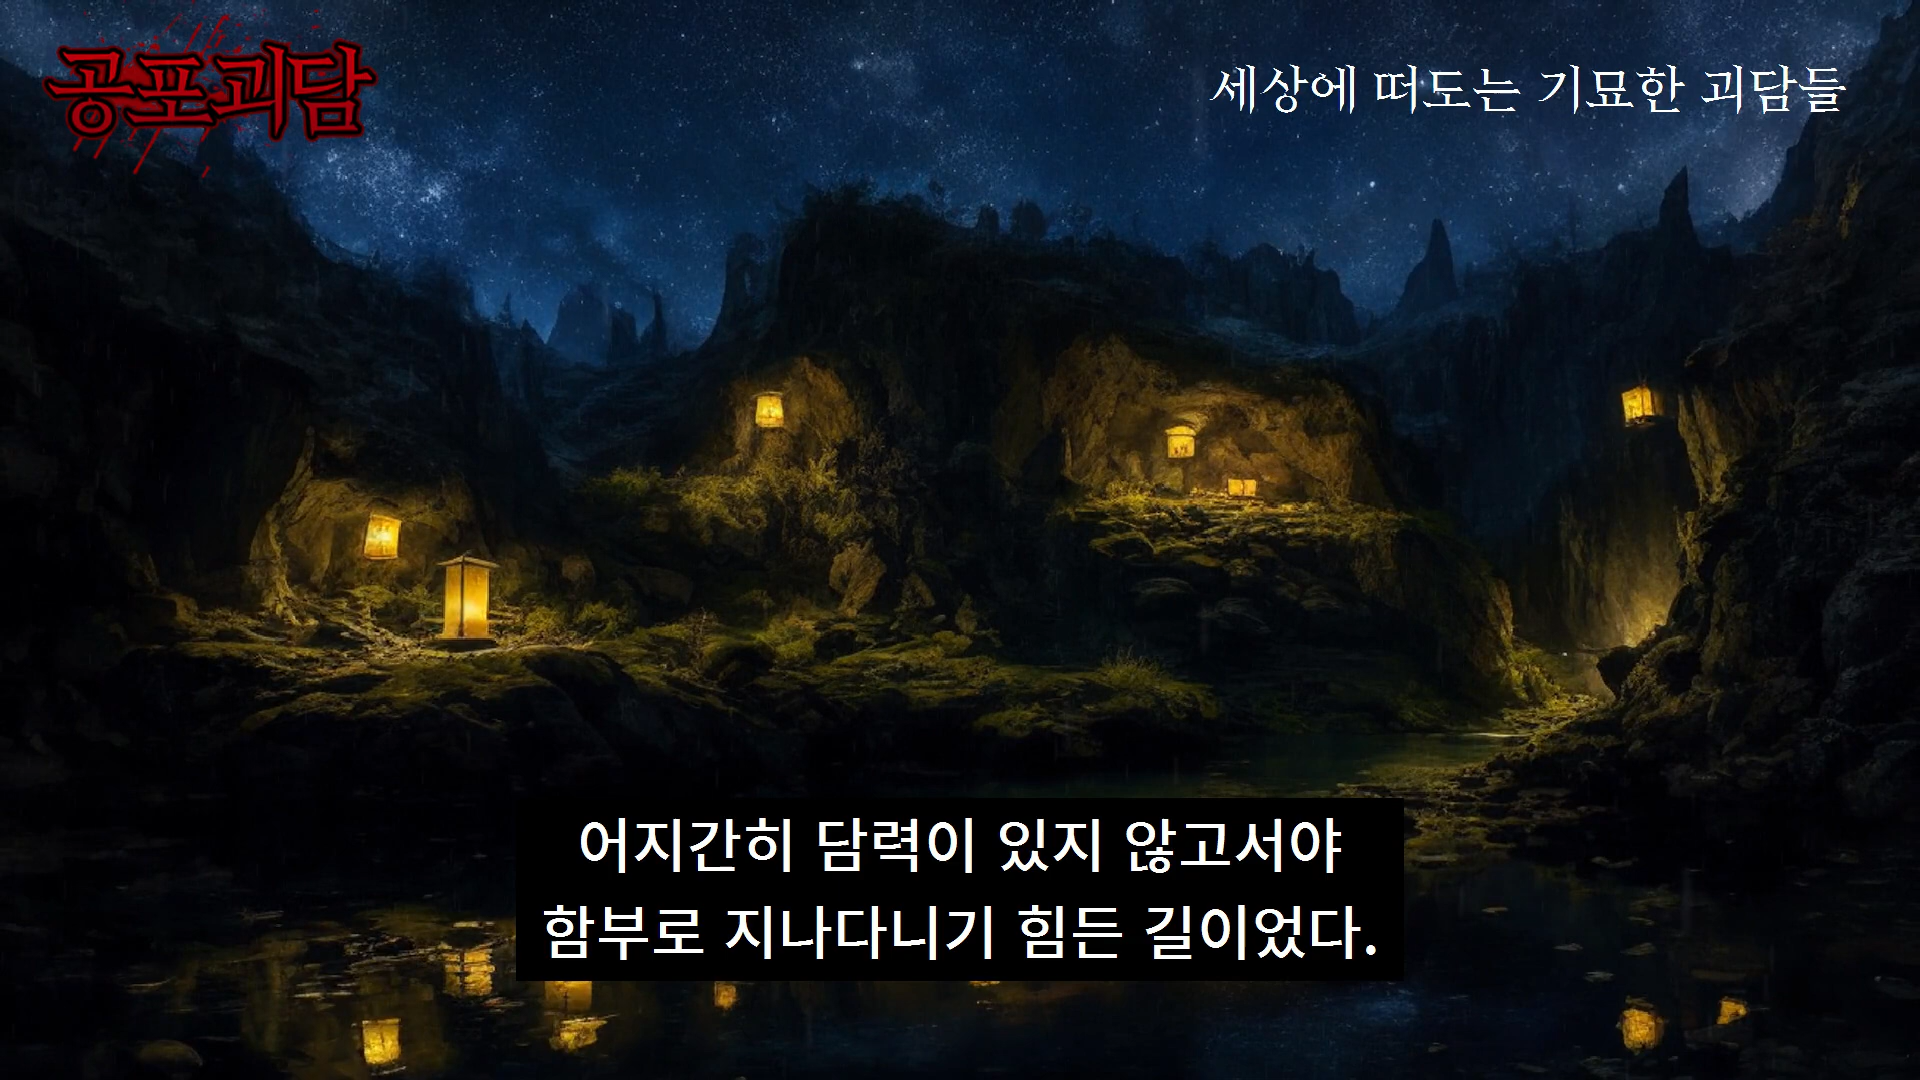 공포괴담
세상에 떠도는 기묘한 괴담들
어지간히 담력이 있지 않고서야
함부로 지나다니기 힘든 길이었다.